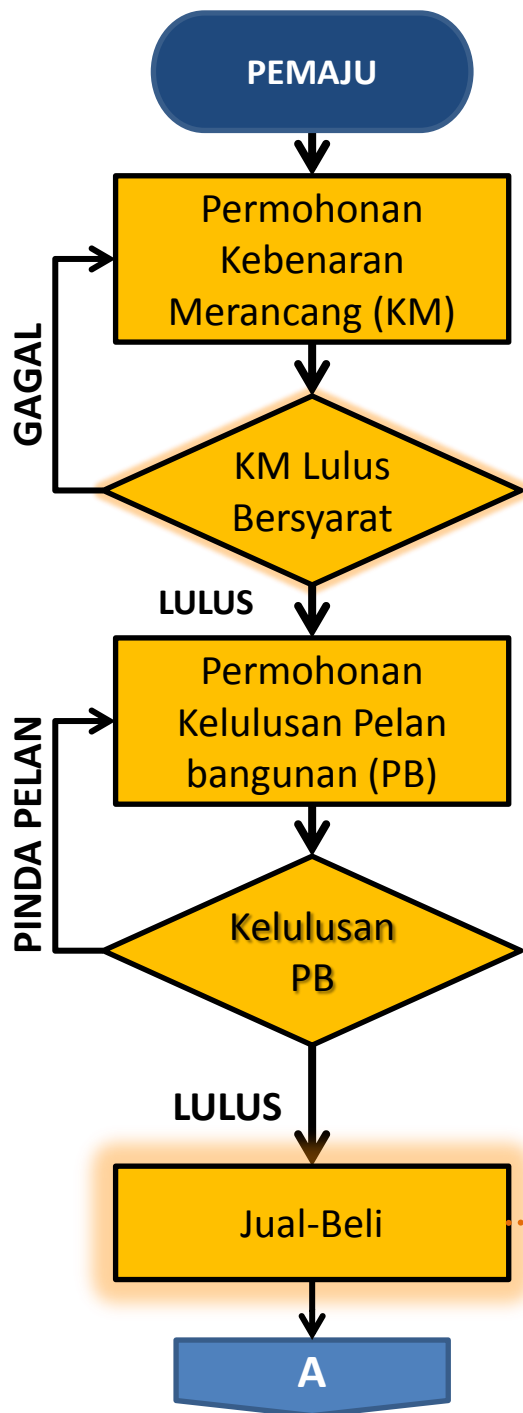 PEMAJU
Permohonan
Kebenaran
Merancang (KM)
GAGAL
KM Lulus
Bersyarat
LULUS
Permohonan
Kelulusan Pelan
bangunan (PB)
PINDA PELAN
Kelulusan
PB
LULUS
Jual-Beli
A